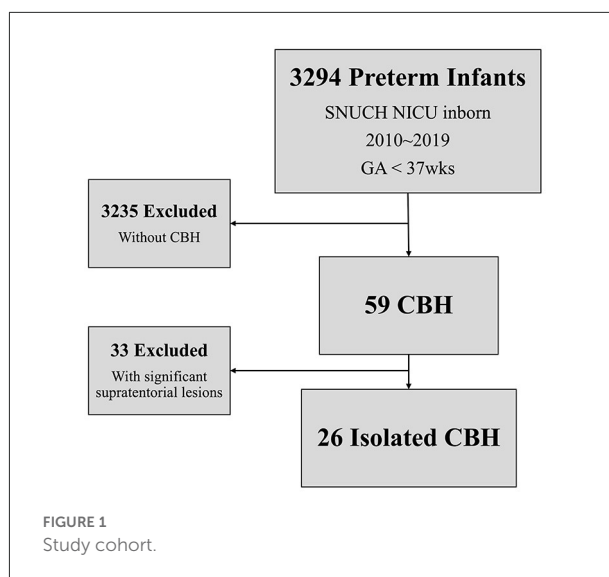 3294 Preterm Infants
SNUCH NICU inborn
2010~2019
GA < 37wks
3235 Excluded
Without CBH
59 CBH
33 Excluded
With significant
supratentorial lesions
26 Isolated CBH
FIGURE 1
Study cohort.